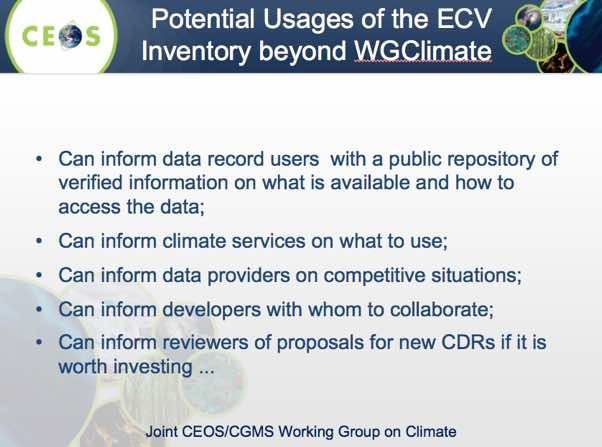 CEOS
Potential Usages of the ECV
Inventory beyond WGClimate
• Can inform data record users  with a public repository of
verified information on what is available and how to
access the data;
• Can inform climate services on what to use;
• Can inform data providers on competitive situations;
• Can inform developers with whom to collaborate;
• Can inform reviewers of proposals for new CDRs if it is
worth investing ...
Joint CEOS/CGMS Working Group on Climate